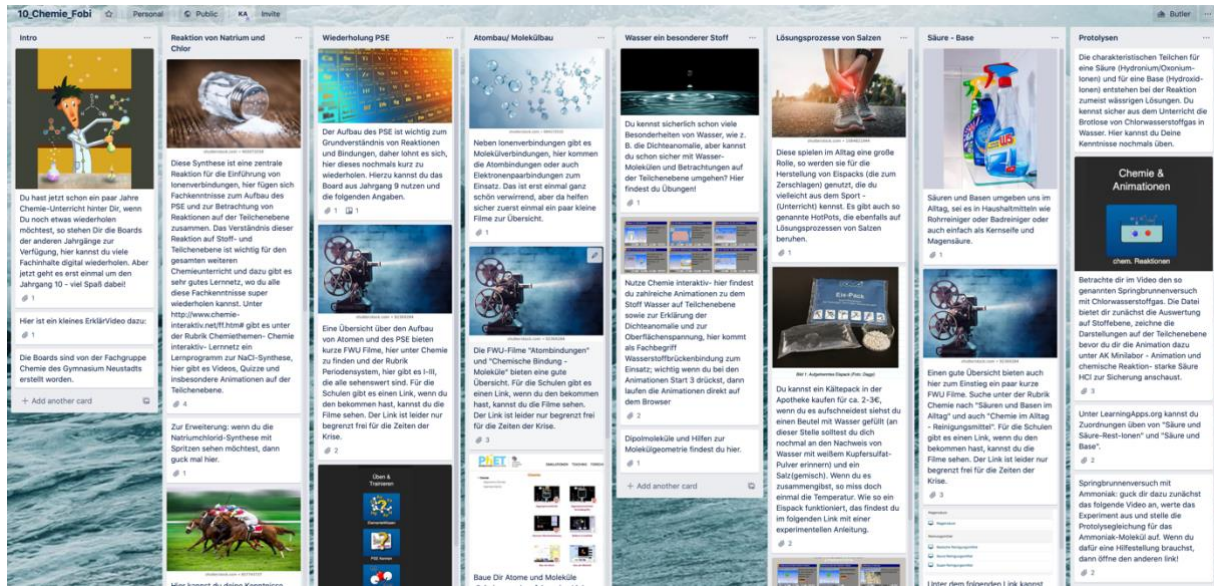 10_Chemie_Fobi
Personal
Public
KA
Invite
Butler
Intro
Du hast jetzt schon ein paar Jahre
Chemie-Unterricht hinter Dir, wenn
Du noch etwas wiederholen
möchtest, so stehen Dir die Boards
der anderen Jahrgänge zur
Verfügung, hier kannst du viele
Fachinhalte digital wiederholen. Aber
jetzt geht es erst einmal um den
Jahrgang 10 - viel Spaß dabei!
1
Hier ist ein kleines ErklärVideo dazu:
1
Die Boards sind von der Fachgruppe
Chemie des Gymnasium Neustadts
erstellt worden.
+ Add another card
Reaktion von Natrium und
Chlor
Diese Synthese ist eine zentrale
Reaktion für die Einführung von
Ionenverbindungen, hier fügen sich
Fachkenntnisse zum Aufbau des
PSE und zur Betrachtung von
Reaktionen auf der Teilchenebene
zusammen. Das Verständnis dieser
Reaktion auf Stoff- und
Teilchenebene ist wichtig für den
gesamten weiteren
Chemieunterricht und dazu gibt es
sehr gutes Lernnetz, wo du alle
diese Fachkenntnisse super
wiederholen kannst. Unter
http://www.chemie-
interaktiv.net/ff.htm# gibt es unter
der Rubrik Chemiethemen- Chemie
interaktiv- Lernnetz ein
Lernprogramm zur NaCl-Synthese,
hier gibt es Videos, Quizze und
insbesondere Animationen auf der
Teilchenebene.
4
Zur Erweiterung: wenn du die
Natriumchlorid-Synthese mit
Spritzen sehen möchtest, dann
guck mal hier.
1
Wiederholung PSE
Der Aufbau des PSE ist wichtig zum
Grundverständnis von Reaktionen
und Bindungen, daher lohnt es sich,
hier dieses nochmals kurz zu
wiederholen. Hierzu kannst du das
Board aus Jahrgang 9 nutzen und
die folgenden Angaben.
1 1
Eine Übersicht über den Aufbau
von Atomen und des PSE bieten
kurze FWU Filme, hier unter Chemie
zu finden und der Rubrik
Periodensystem, hier gibt es I-III,
die alle sehenswert sind. Für die
Schulen gibt es einen Link, wenn du
den bekommen hast, kannst du die
Filme sehen. Der Link ist leider nur
begrenzt frei für die Zeiten der
Krise.
2
Üben &
Trainieren
Atombau/ Molekülbau
Neben Ionenverbindungen gibt es
Molekülverbindungen, hier kommen
die Atombindungen oder auch
Elektronenpaarbindungen zum
Einsatz. Das ist erst einmal ganz
schön verwirrend, aber da helfen
sicher zuerst einmal ein paar kleine
Filme zur Übersicht.
1
Die FWU-Filme "Atombindungen"
und "Chemische Bindung -
Moleküle" bieten eine gute
Übersicht. Für die Schulen gibt es
einen Link, wenn du den bekommen
hast, kannst du die Filme sehen.
Der Link ist leider nur begrenzt frei
für die Zeiten der Krise.
3
PhET
Baue Dir Atome und Moleküle
Wasser ein besonderer Stoff
Du kennst sicherlich schon viele
Besonderheiten von Wasser, wie z.
B. die Dichteanomalie, aber kannst
du schon sicher mit Wasser-
Molekülen und Betrachtungen auf
der Teilchenebene umgehen? Hier
findest du Übungen!
1
Nutze Chemie interaktiv- hier findest
du zahlreiche Animationen zu dem
Stoff Wasser auf Teilchenebene
sowie zur Erklärung der
Dichteanomalie und zur
Oberflächenspannung, hier kommt
als Fachbegriff
Wasserstoffbrückenbindung zum
Einsatz; wichtig wenn du bei den
Animationen Start 3 drückst, dann
laufen die Animationen direkt auf
dem Browser
2
Dipolmoleküle und Hilfen zur
Molekülgeometrie findest du hier.
1
+ Add another card
Lösungsprozesse von Salzen
Diese spielen im Alltag eine große
Rolle, so werden sie für die
Herstellung von Eispacks (die zum
Zerschlagen) genutzt, die du
vielleicht aus dem Sport -
(Unterricht) kennst. Es gibt auch so
genannte HotPots, die ebenfalls auf
Lösungsprozessen von Salzen
beruhen.
1
Eis-Pack
Bild 1. Aufgetrenntes Eispack (Foto: Daggi)
Du kannst ein Kältepack in der
Apotheke kaufen für ca. 2-3€,
wenn du es aufschneidest siehst du
einen Beutel mit Wasser gefüllt (an
dieser Stelle solltest du dich
nochmal an den Nachweis von
Wasser mit weißem Kupfersulfat-
Pulver erinnern) und ein
Salz(gemisch). Wenn du es
zusammengibst, so miss doch
einmal die Temperatur. Wie so ein
Eispack funktioniert, das findest du
im folgenden Link mit einer
experimentellen Anleitung.
2
Säure - Base
Säuren und Basen umgeben uns im
Alltag, sei es in Haushaltmitteln wie
Rohrreiniger oder Badreiniger oder
auch einfach als Kernseife und
Magensäure.
1
Einen gute Übersicht bieten auch
hier zum Einstieg ein paar kurze
FWU Filme. Suche unter der Rubrik
Chemie nach "Säuren und Basen im
Alltag" und auch "Chemie im Alltag
- Reinigungsmittel". Für die Schulen
gibt es einen Link, wenn du den
bekommen hast, kannst du die
Filme sehen. Der Link ist leider nur
begrenzt frei für die Zeiten der
Krise.
3
Unter dem folgenden Link kannst
Protolysen
Die charakteristischen Teilchen für
eine Säure (Hydronium/Oxonium-
Ionen) und für eine Base (Hydroxid-
Ionen) entstehen bei der Reaktion
zumeist wässrigen Lösungen. Du
kennst sicher aus dem Unterricht die
Brotlose von Chlorwasserstoffgas in
Wasser. Hier kannst du Deine
Kenntnisse nochmals üben.
Chemie &
Animationen
chem. Reaktionen
Betrachte dir im Video den so
genannten Springbrunnenversuch
mit Chlorwasserstoffgas. Die Datei
bietet dir zunächst die Auswertung
auf Stoffebene, zeichne die
Darstellungen auf der Teilchenebene
bevor du dir die Animation dazu
unter AK Minilabor - Animation und
chemische Reaktion- starke Säure
HCl zur Sicherung anschaust.
3
Unter LearningApps.org kannst du
Zuordnungen üben von "Säure und
Säure-Rest-Ionen" und "Säure und
Base".
2
Springbrunnenversuch mit
Ammoniak: guck dir dazu zunächst
das folgende Video an, werte das
Experiment aus und stelle die
Protolysegleichung für das
Ammoniak-Molekül auf. Wenn du
dafür eine Hilfestellung brauchst,
dann öffne den anderen link!
2